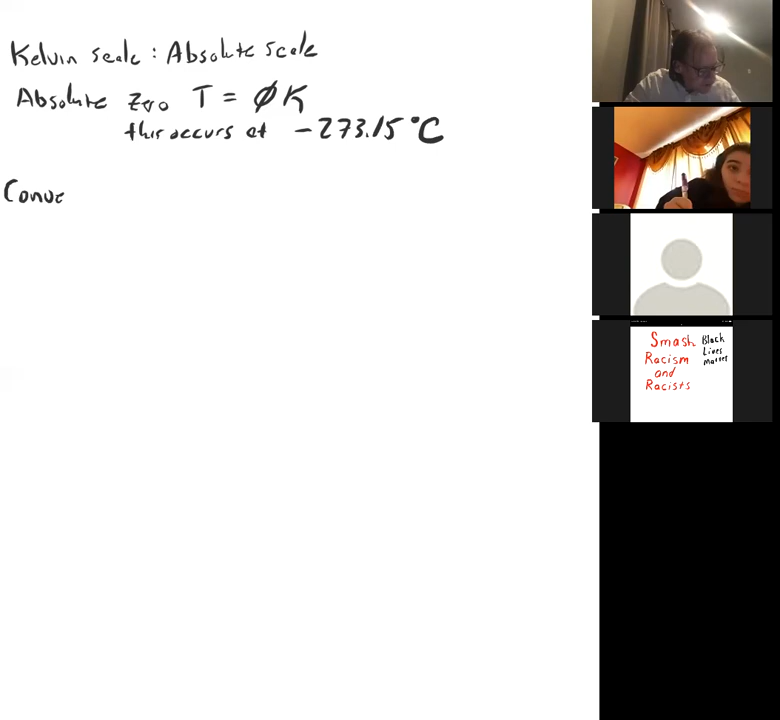 Kelvin scale : Absolute scale
Absolute Zero T = 0 K
this occurs at -273.15 °C
Conve
Smash
Racism
and
Racists
Black
Lives
Matter